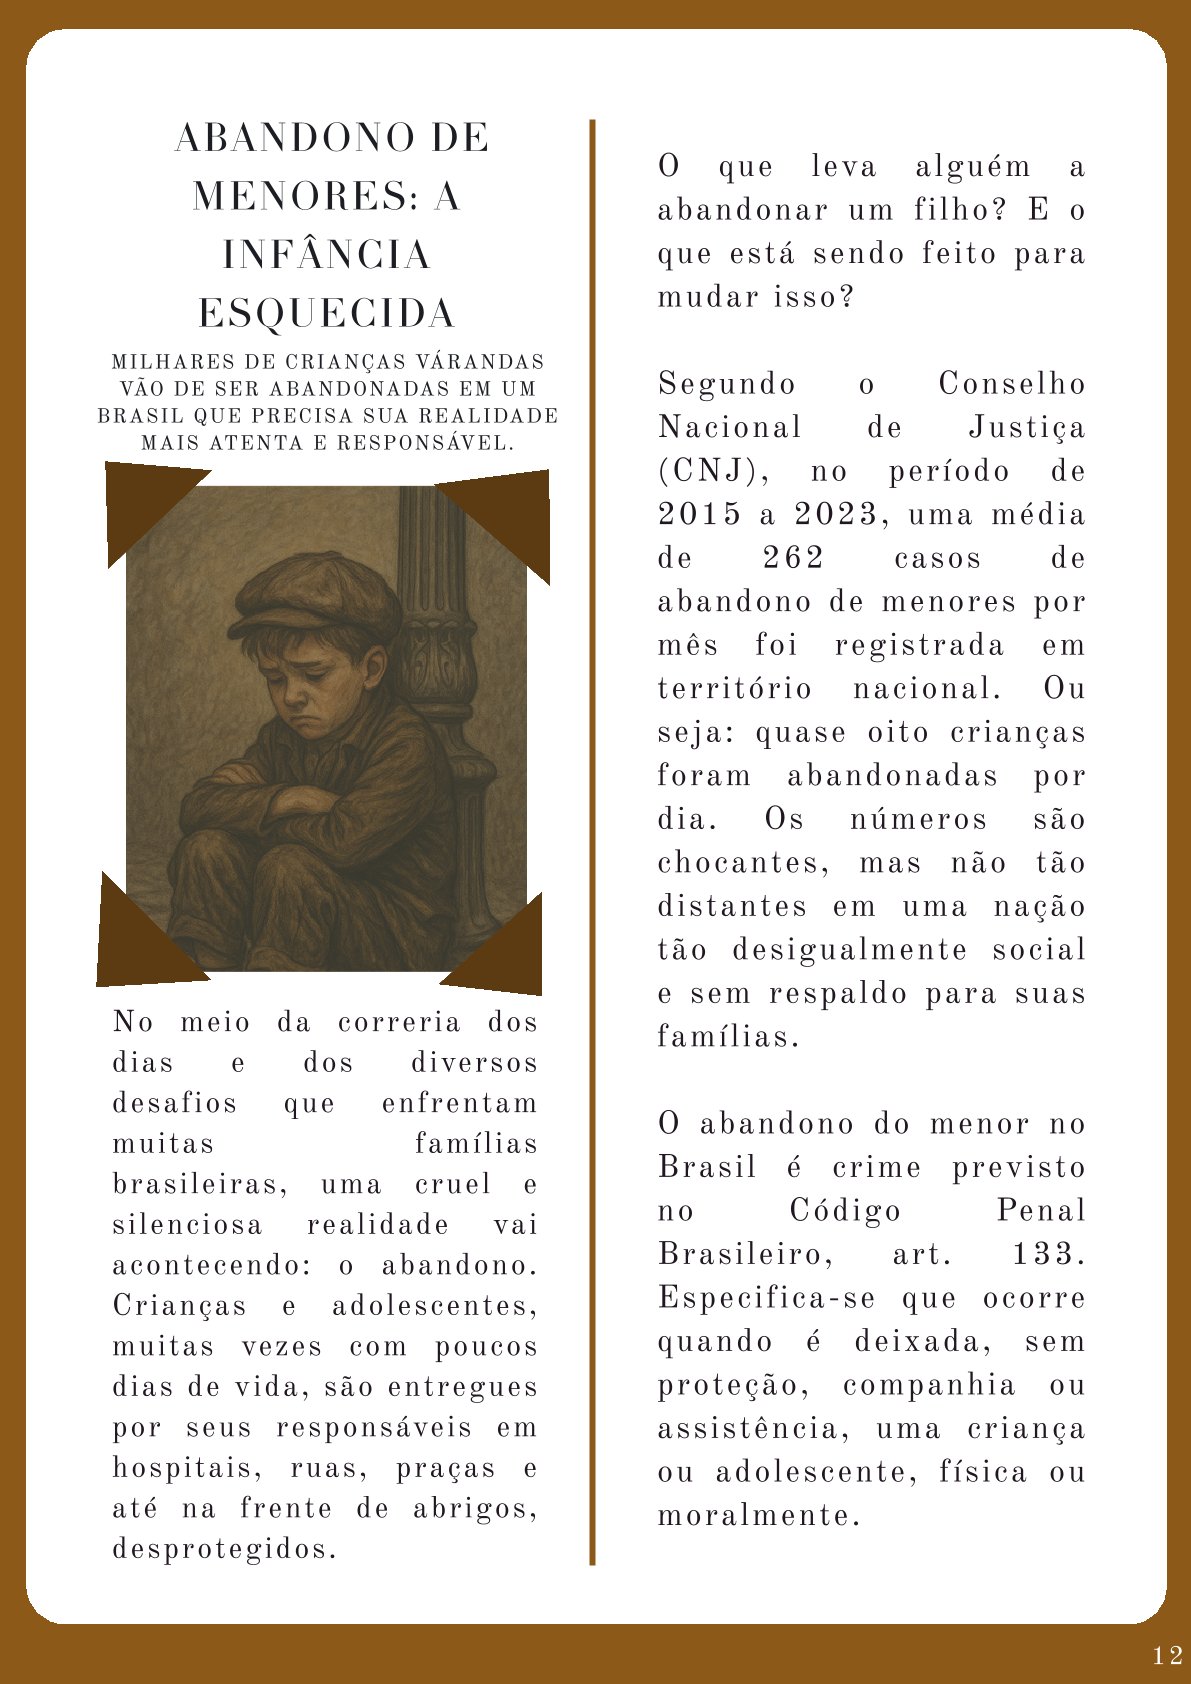 ABANDONO DE
MENORES: A
INFÂNCIA
ESQUECIDA
MILHARES DE CRIANÇAS VÁRANDAS
VÃO DE SER ABANDONADAS EM UM
BRASIL QUE PRECISA SUA REALIDADE
MAIS ATENTA E RESPONSÁVEL.
No meio da correria dos
dias e dos diversos
desafios que enfrentam
muitas famílias
brasileiras, uma cruel e
silenciosa realidade vai
acontecendo: o abandono.
Crianças e adolescentes,
muitas vezes com poucos
dias de vida, são entregues
por seus responsáveis em
hospitais, ruas, praças e
até na frente de abrigos,
desprotegidos.
O que leva alguém a
abandonar um filho? E o
que está sendo feito para
mudar isso?
Segundo o Conselho
Nacional de Justiça
(CNJ), no período de
2015 a 2023, uma média
de 262 casos de
abandono de menores por
mês foi registrada em
território nacional. Ou
seja: quase oito crianças
foram abandonadas por
dia. Os números são
chocantes, mas não tão
distantes em uma nação
tão desigualmente social
e sem respaldo para suas
famílias.
O abandono do menor no
Brasil é crime previsto
no Código Penal
Brasileiro, art. 133.
Especifica-se que ocorre
quando é deixada, sem
proteção, companhia ou
assistência, uma criança
ou adolescente, física ou
moralmente.
12